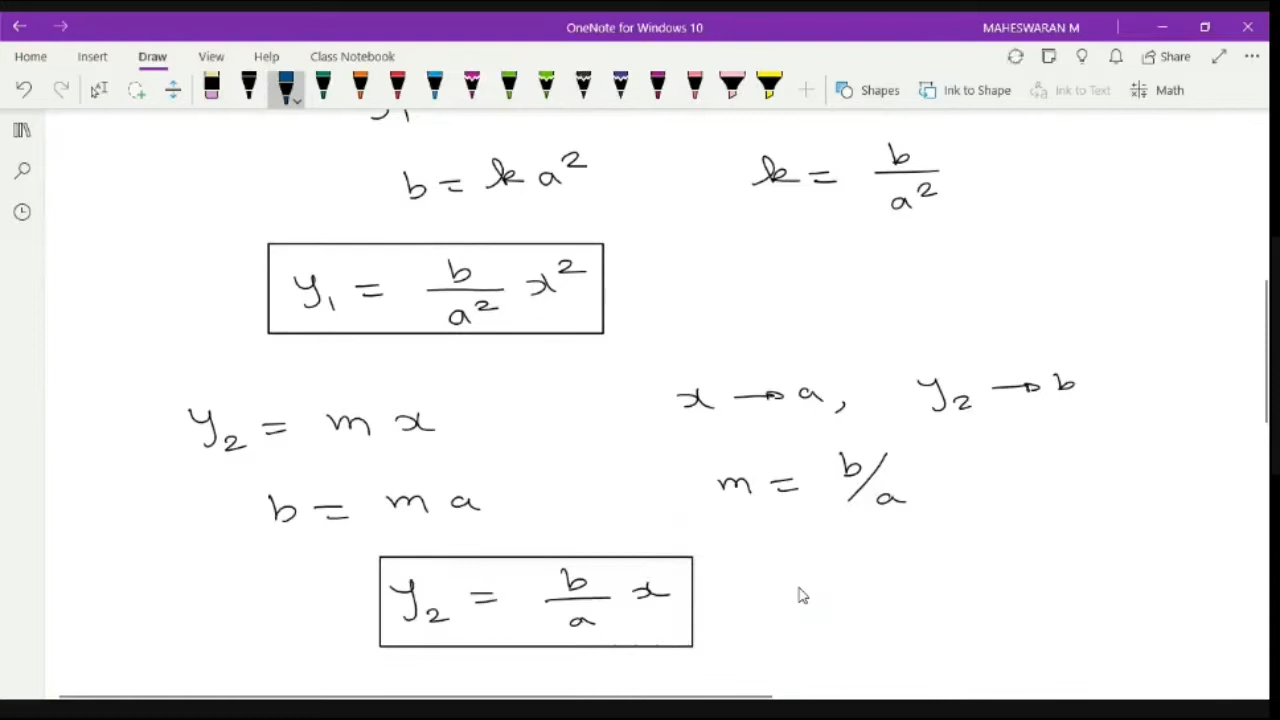 OneNote for Windows 10 MAHESWARAN M
Home Insert Draw View Help Class Notebook Share
Shapes Ink to Shape Ink to Text Math
b = k a² k = b/a²
y₁ = b/a² x²
x → a, y₂ → b
y₂ = m x
m = b/a
b = m a
y₂ = b/a x